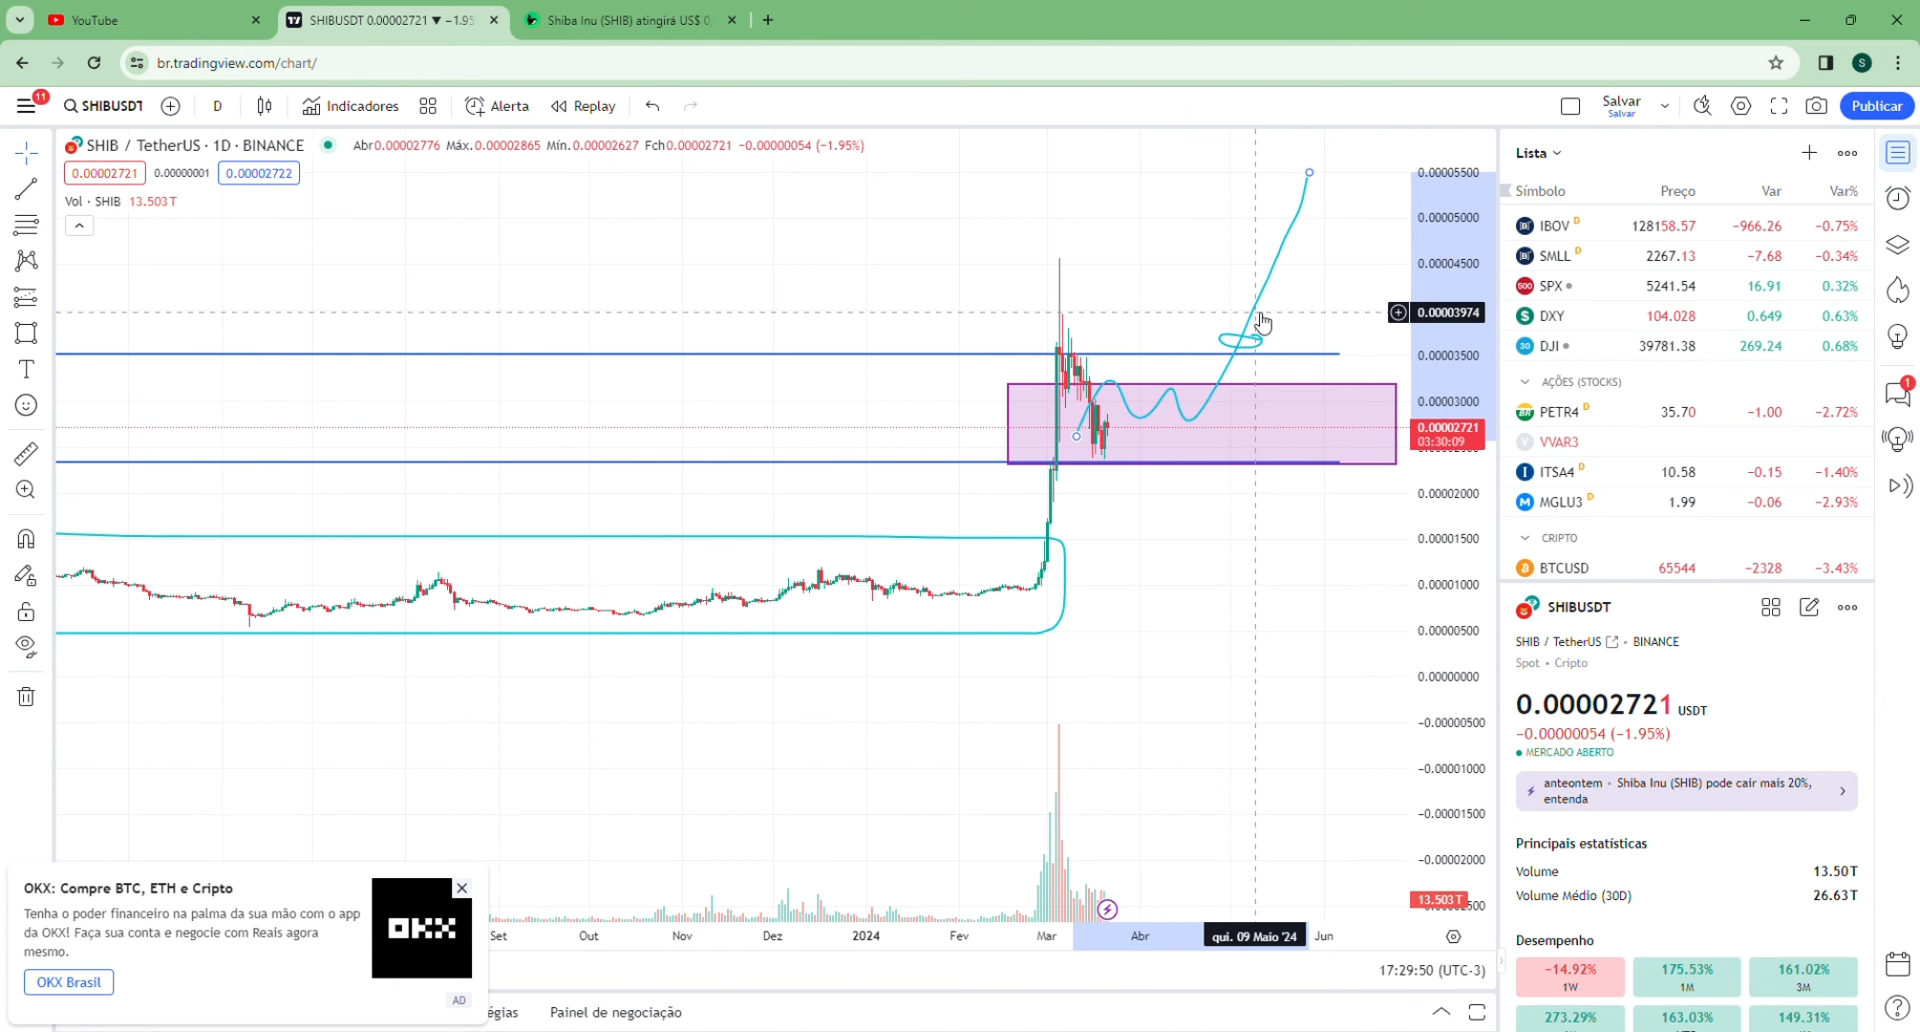 YouTube
SHIBUSDT 0.00002721 ▼ −1.95
Shiba Inu (SHIB) atingirá US$ 0
br.tradingview.com/chart/
11
SHIBUSDT
D
Indicadores
Alerta
Replay
Salvar
Salvar
Publicar
SHIB / TetherUS · 1D · BINANCE
Abr0.00002776 Máx.0.00002865 Mín.0.00002627 Fch0.00002721 −0.00000054 (−1.95%)
0.00002721
0.00000001
0.00002722
Vol · SHIB 13.503T
0.00005500
0.00005000
0.00004500
0.00003974
0.00003500
0.00003000
0.00002721
03:30:09
0.00002000
0.00001500
0.00001000
0.00000500
0.00000000
−0.00000500
−0.00001000
−0.00001500
−0.00002000
13.503T
Set
Out
Nov
Dez
2024
Fev
Mar
Abr
qui. 09 Maio '24
Jun
17:29:50 (UTC-3)
égias
Painel de negociação
OKX: Compre BTC, ETH e Cripto
Tenha o poder financeiro na palma da sua mão com o app
da OKX! Faça sua conta e negocie com Reais agora
mesmo.
OKX Brasil
OKX
AD
Lista
Símbolo Preço Var Var%
IBOV D 128158.57 −966.26 −0.75%
SMLL D 2267.13 −7.68 −0.34%
500 SPX 5241.54 16.91 0.32%
$ DXY 104.028 0.649 0.63%
30 DJI 39781.38 269.24 0.68%
AÇÕES (STOCKS)
BR PETR4 D 35.70 −1.00 −2.72%
V VVAR3
I ITSA4 D 10.58 −0.15 −1.40%
M MGLU3 D 1.99 −0.06 −2.93%
CRIPTO
BTCUSD 65544 −2328 −3.43%
SHIBUSDT
SHIB / TetherUS · BINANCE
Spot • Cripto
0.00002721 USDT
−0.00000054 (−1.95%)
MERCADO ABERTO
anteontem · Shiba Inu (SHIB) pode cair mais 20%,
entenda
Principais estatísticas
Volume 13.50T
Volume Médio (30D) 26.63T
Desempenho
−14.92% 175.53% 161.02%
1W 1M 3M
273.29% 163.03% 149.31%
1
S